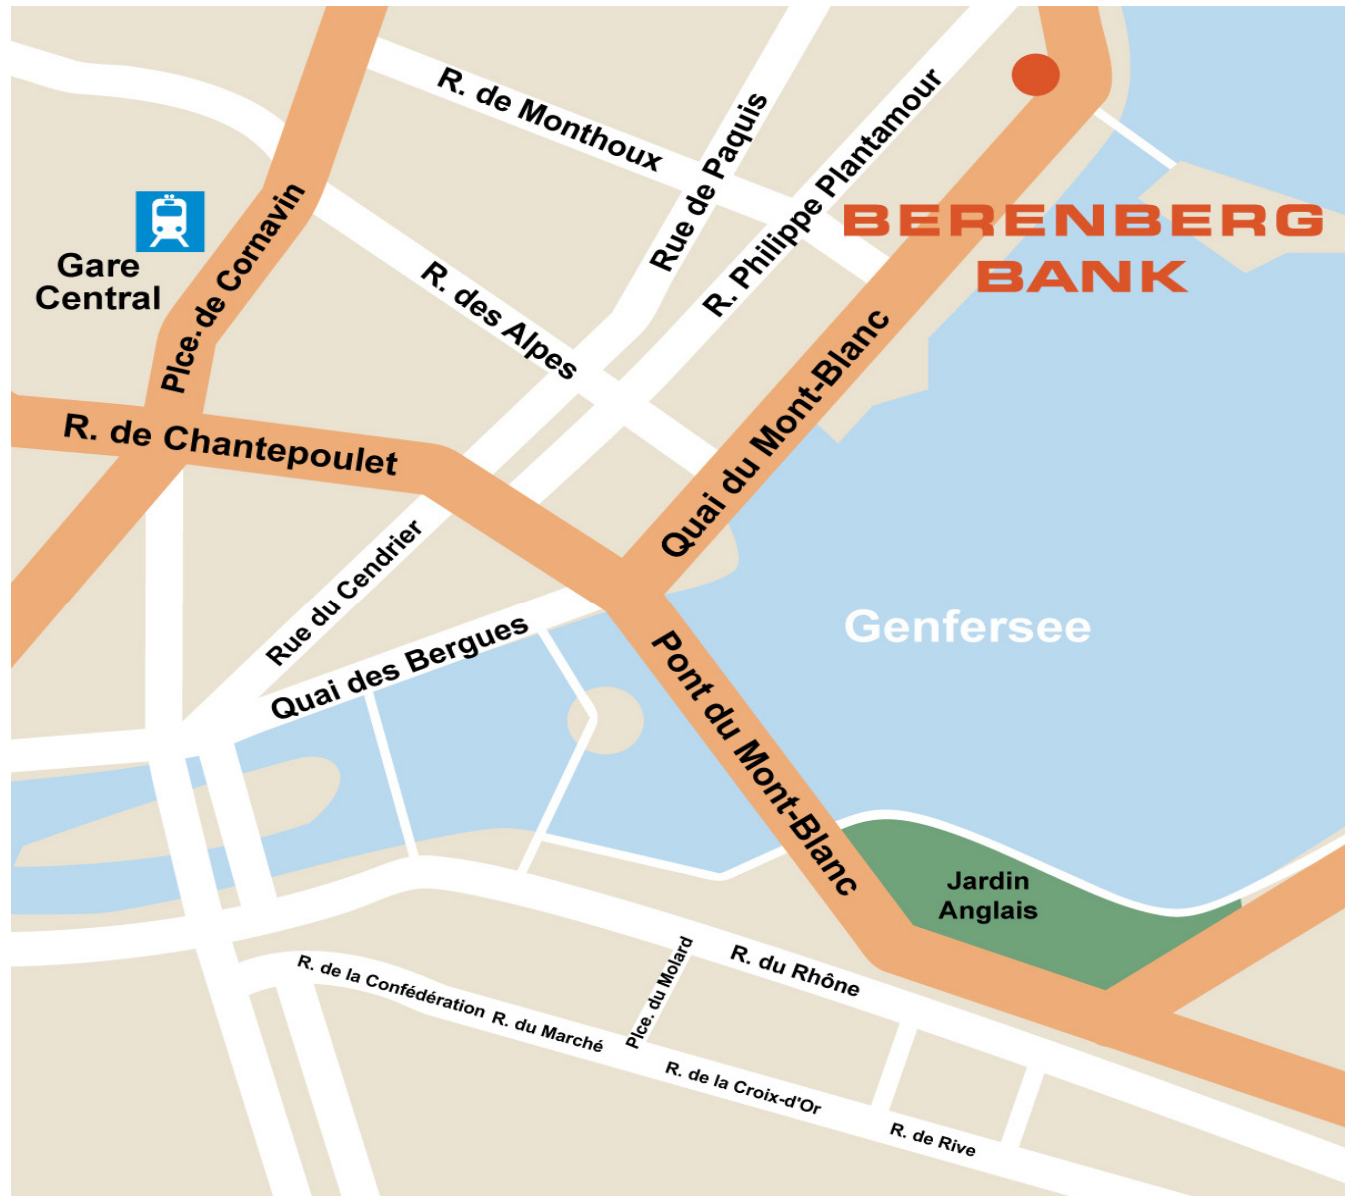 R. de Monthoux
Rue de Paquis
R. Philippe Plantamour
BERENBERG
BANK
Gare
Central
Plce. de Cornavin
R. des Alpes
Quai du Mont-Blanc
R. de Chantepoulet
Rue du Cendrier
Quai des Bergues
Genfersee
Pont du Mont-Blanc
Jardin
Anglais
R. du Rhône
Plce. du Molard
R. de la Confédération
R. du Marché
R. de la Croix-d'Or
R. de Rive